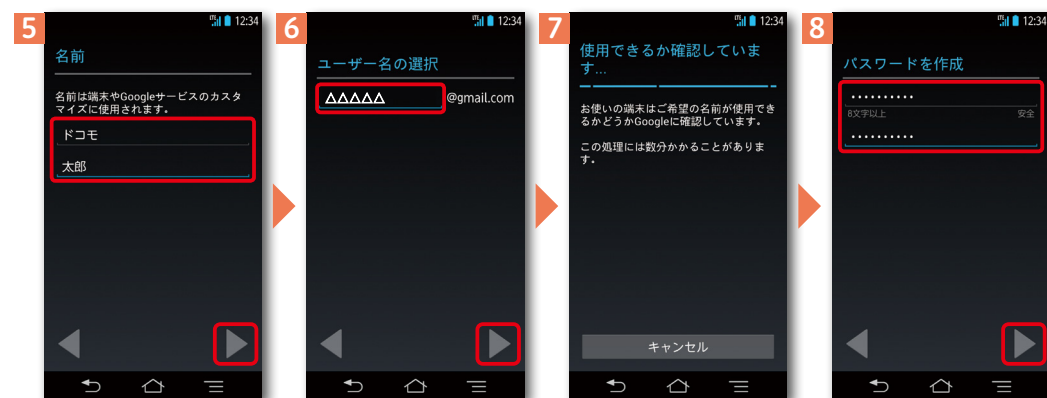 5
12:34
名前
名前は端末やGoogleサービスのカスタ
マイズに使用されます。
ドコモ
太郎
6
12:34
ユーザー名の選択
△△△△△ @gmail.com
7
12:34
使用できるか確認していま
す...
お使いの端末はご希望の名前が使用でき
るかどうかGoogleに確認しています。
この処理には数分かかることがありま
す。
キャンセル
8
12:34
パスワードを作成
••••••••••
8文字以上 安全
••••••••••